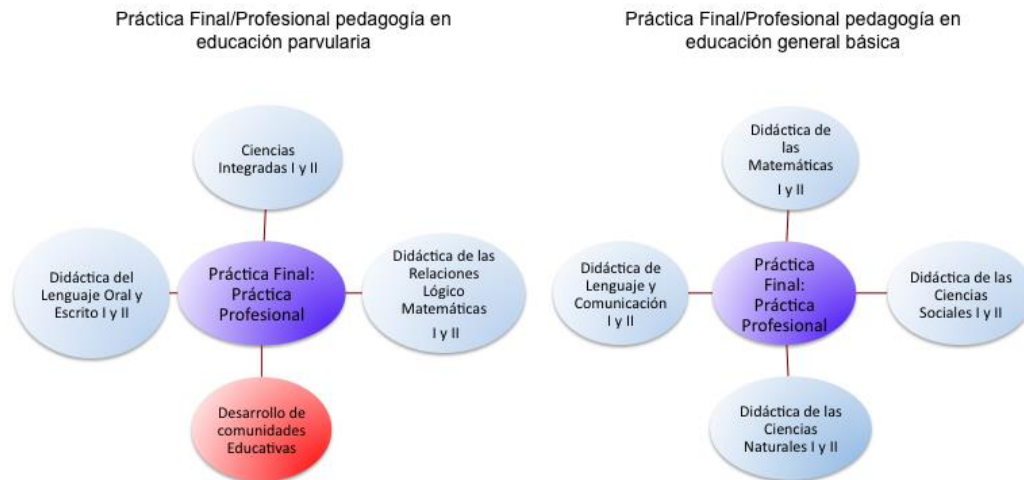 Práctica Final/Profesional pedagogía en
educación parvularia
Ciencias
Integradas I y II
Didáctica del
Lenguaje Oral y
Escrito I y II
Práctica Final:
Práctica
Profesional
Didáctica de las
Relaciones
Lógico
Matemáticas
I y II
Desarrollo de
comunidades
Educativas
Práctica Final/Profesional pedagogía en
educación general básica
Didáctica de
las
Matemáticas
I y II
Didáctica de
Lenguaje y
Comunicación
I y II
Práctica
Final:
Práctica
Profesional
Didáctica de las
Ciencias
Sociales I y II
Didáctica de las
Ciencias
Naturales I y II